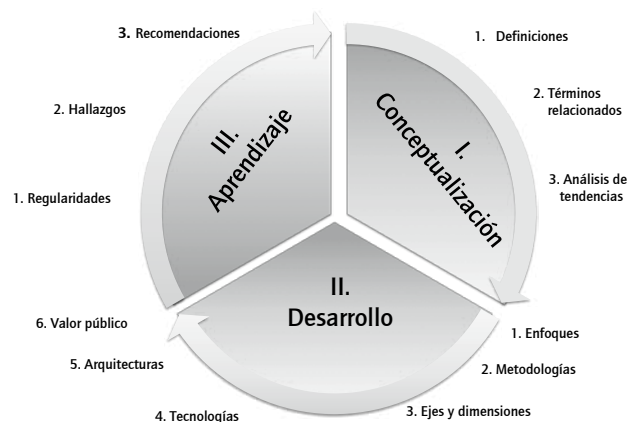 I.
Conceptualización
1. Definiciones
2. Términos
relacionados
3. Análisis de
tendencias
II.
Desarrollo
1. Enfoques
2. Metodologías
3. Ejes y dimensiones
4. Tecnologías
5. Arquitecturas
6. Valor público
III.
Aprendizaje
1. Regularidades
2. Hallazgos
3. Recomendaciones